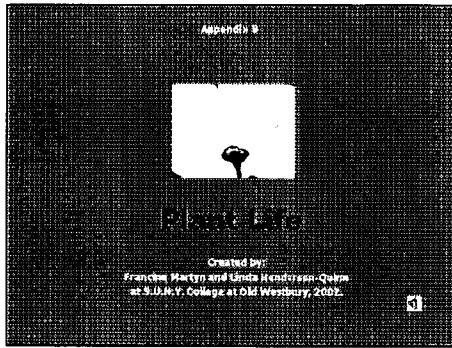 Appendix B
Plant Life
Created by:
Francine Martyn and Linda Henderson-Quinn
at S.U.N.Y. College at Old Westbury, 2002.